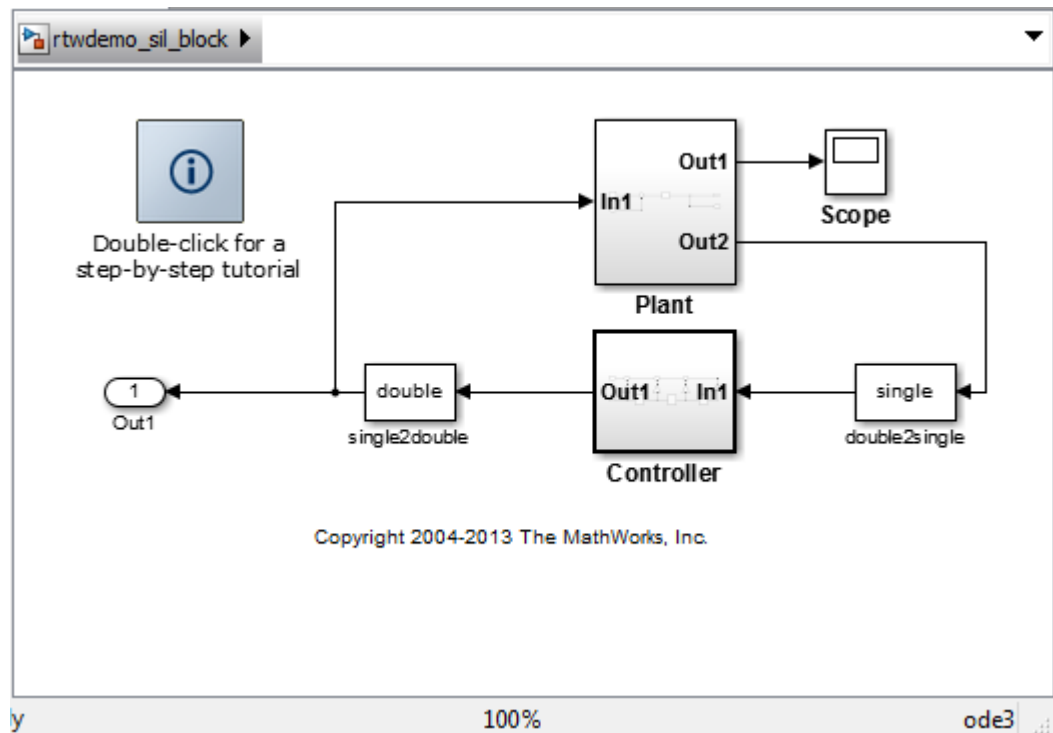 rtwdemo_sil_block
Double-click for a
step-by-step tutorial
In1
Out1
Out2
Plant
Scope
1
Out1
double
single2double
Out1
In1
Controller
single
double2single
Copyright 2004-2013 The MathWorks, Inc.
y
100%
ode3